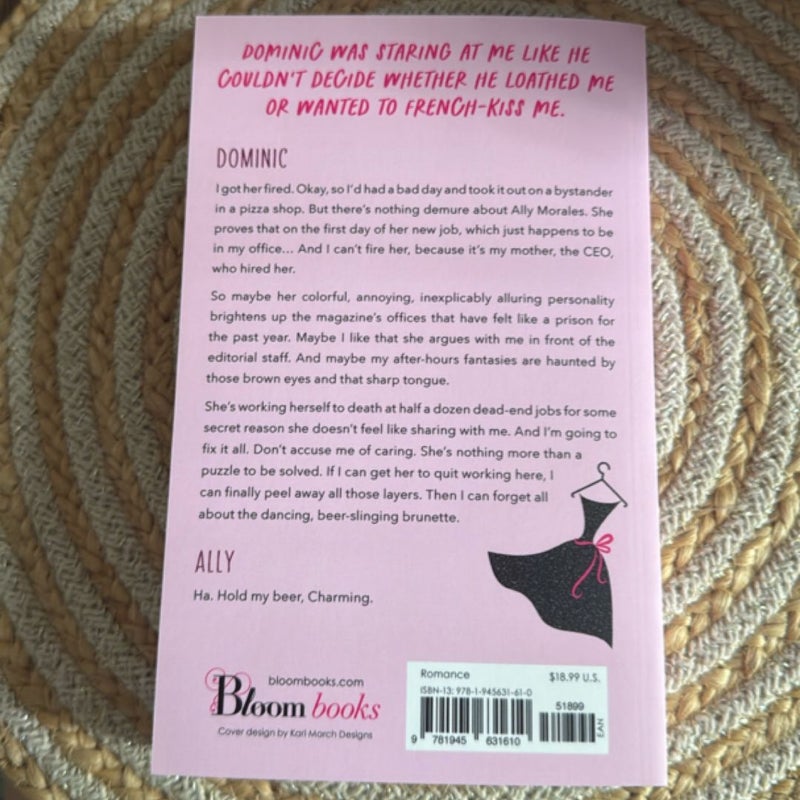 DOMINIC WAS STARING AT ME LIKE HE
COULDN'T DECIDE WHETHER HE LOATHED ME
OR WANTED TO FRENCH-KISS ME.
DOMINIC
I got her fired. Okay, so I'd had a bad day and took it out on a bystander
in a pizza shop. But there's nothing demure about Ally Morales. She
proves that on the first day of her new job, which just happens to be
in my office... And I can't fire her, because it's my mother, the CEO,
who hired her.
So maybe her colorful, annoying, inexplicably alluring personality
brightens up the magazine's offices that have felt like a prison for
the past year. Maybe I like that she argues with me in front of the
editorial staff. And maybe my after-hours fantasies are haunted by
those brown eyes and that sharp tongue.
She's working herself to death at half a dozen dead-end jobs for some
secret reason she doesn't feel like sharing with me. And I'm going to
fix it all. Don't accuse me of caring. She's nothing more than a
puzzle to be solved. If I can get her to quit working here, I
can finally peel away all those layers. Then I can forget all
about the dancing, beer-slinging brunette.
ALLY
Ha. Hold my beer, Charming.
bloombooks.com
Bloom books
Cover design by Kari March Designs
Romance $18.99 U.S.
ISBN-13: 978-1-945631-61-0
51899
EAN
9 781945 631610